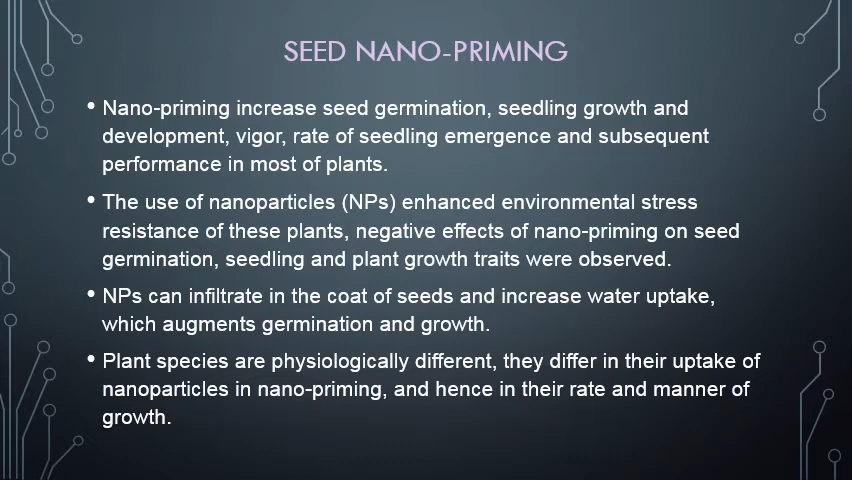 SEED NANO-PRIMING
• Nano-priming increase seed germination, seedling growth and
development, vigor, rate of seedling emergence and subsequent
performance in most of plants.
• The use of nanoparticles (NPs) enhanced environmental stress
resistance of these plants, negative effects of nano-priming on seed
germination, seedling and plant growth traits were observed.
• NPs can infiltrate in the coat of seeds and increase water uptake,
which augments germination and growth.
• Plant species are physiologically different, they differ in their uptake of
nanoparticles in nano-priming, and hence in their rate and manner of
growth.